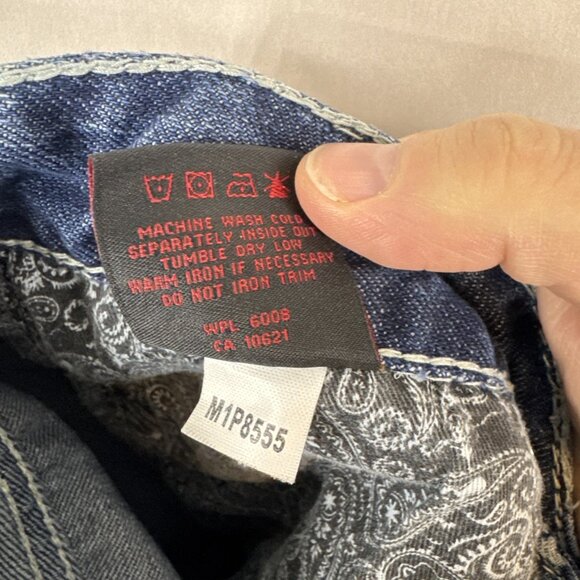 MACHINE WASH COLD
SEPARATELY INSIDE OUT
TUMBLE DRY LOW
WARM IRON IF NECESSARY
DO NOT IRON TRIM
WPL 6008
CA 10621
M1P8555